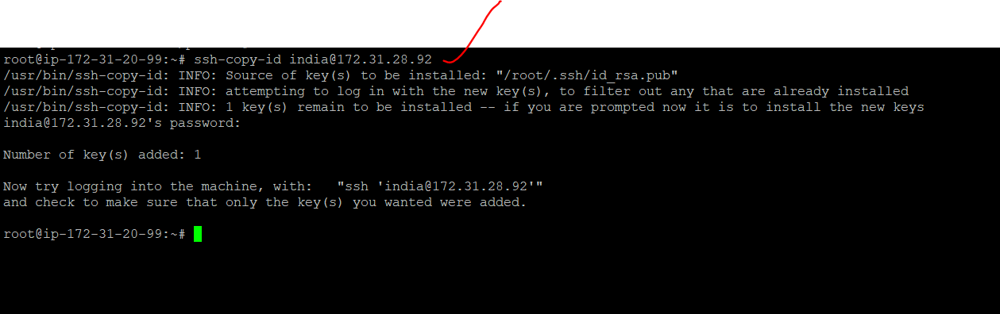 root@ip-172-31-20-99:~# ssh-copy-id india@172.31.28.92
/usr/bin/ssh-copy-id: INFO: Source of key(s) to be installed: "/root/.ssh/id_rsa.pub"
/usr/bin/ssh-copy-id: INFO: attempting to log in with the new key(s), to filter out any that are already installed
/usr/bin/ssh-copy-id: INFO: 1 key(s) remain to be installed -- if you are prompted now it is to install the new keys
india@172.31.28.92's password:
Number of key(s) added: 1
Now try logging into the machine, with:   "ssh 'india@172.31.28.92'"
and check to make sure that only the key(s) you wanted were added.
root@ip-172-31-20-99:~#